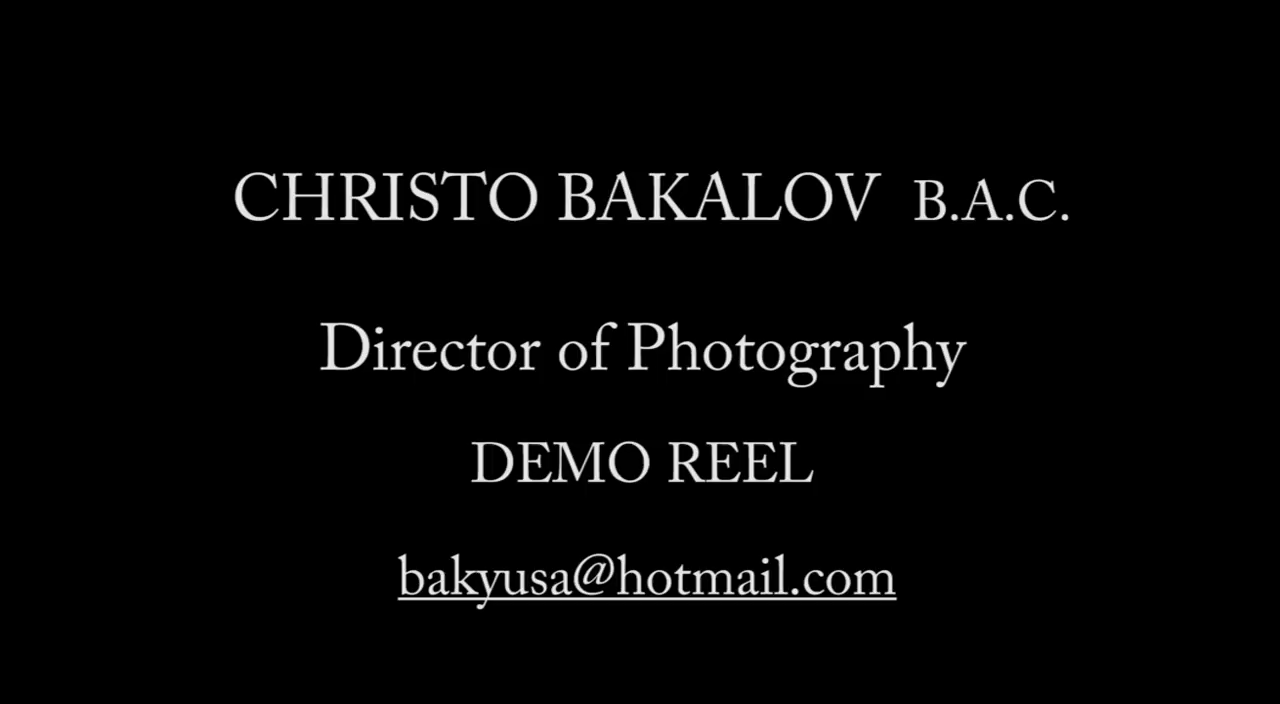 CHRISTO BAKALOV B.A.C.
Director of Photography
DEMO REEL
bakyusa@hotmail.com